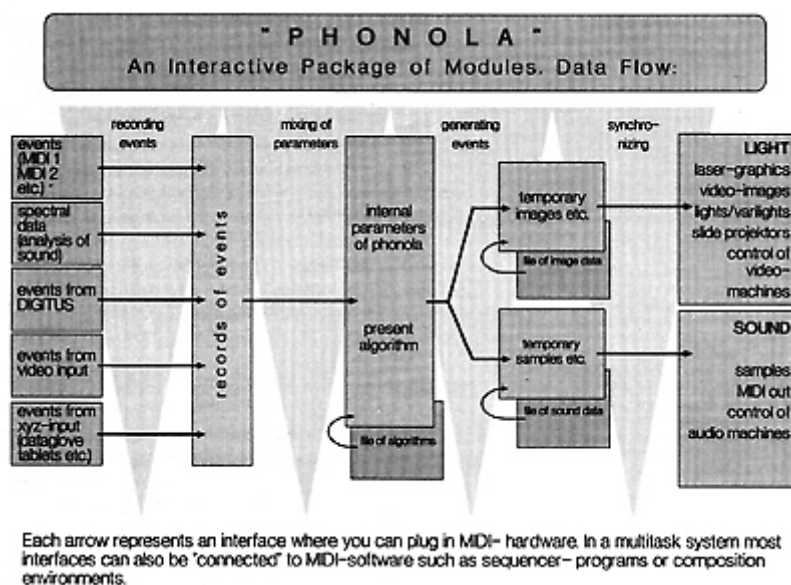 " P H O N O L A "
An Interactive Package of Modules. Data Flow:
recording
events
mixing of
parameters
generating
events
synchro-
nizing
events
(MIDI 1
MIDI 2
etc.)
spectral
data
(analysis of
sound)
events from
DIGITUS
events from
video input
events from
xyz-input
(dataglove
tablets etc.)
records of events
internal
parameters
of phonola
present
algorithm
file of algorithms
temporary
images etc.
file of image data
temporary
samples etc.
file of sound data
LIGHT
laser-graphics
video-images
lights/varilights
slide projektors
control of
video-
machines
SOUND
samples
MIDI out
control of
audio machines
Each arrow represents an interface where you can plug in MIDI- hardware. In a multitask system most
interfaces can also be "connected" to MIDI-software such as sequencer- programs or composition
environments.